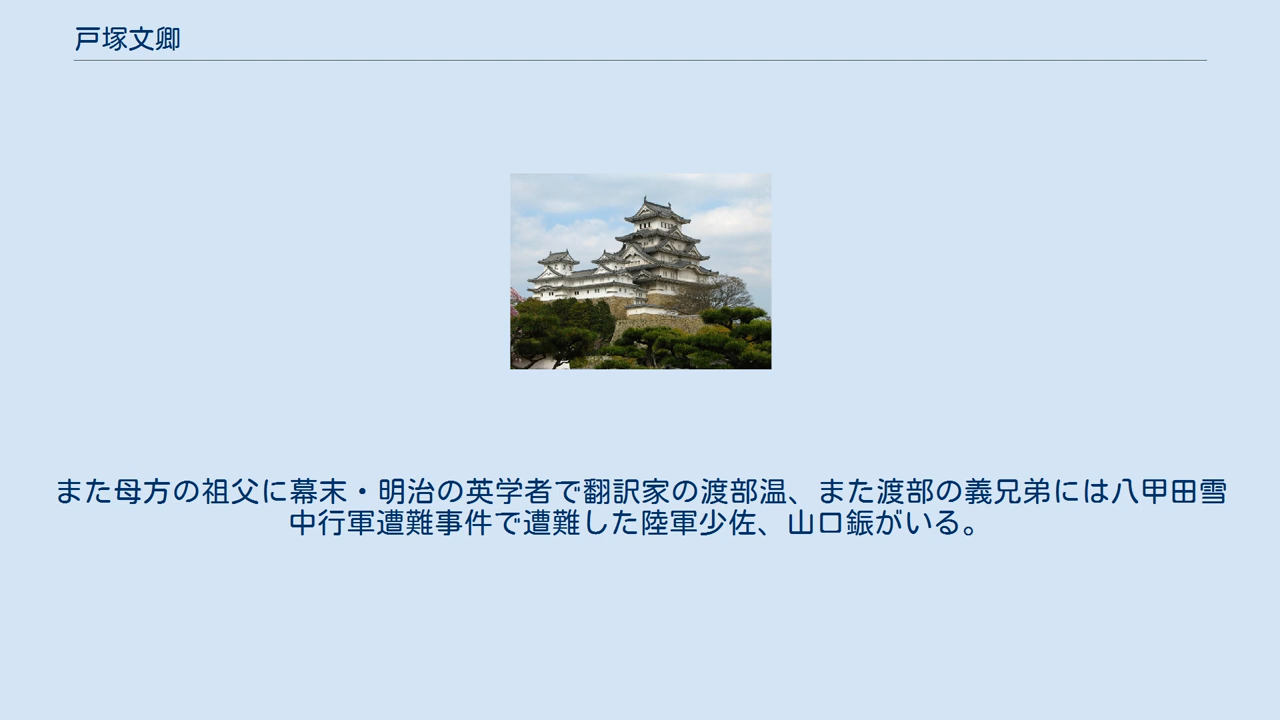 戸塚文卿
また母方の祖父に幕末・明治の英学者で翻訳家の渡部温、また渡部の義兄弟には八甲田雪
中行軍遭難事件で遭難した陸軍少佐、山口鋠がいる。